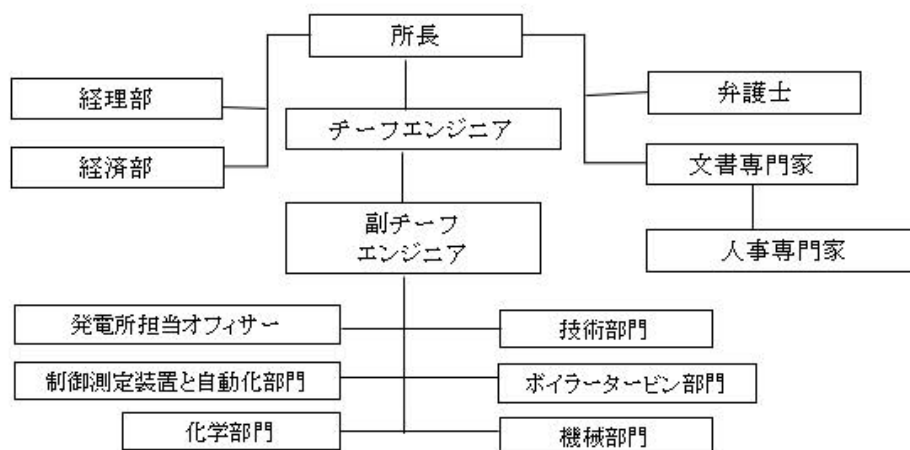 所長
経理部
弁護士
チーフエンジニア
経済部
文書専門家
副チーフ
エンジニア
人事専門家
発電所担当オフィサー
技術部門
制御測定装置と自動化部門
ボイラータービン部門
化学部門
機械部門